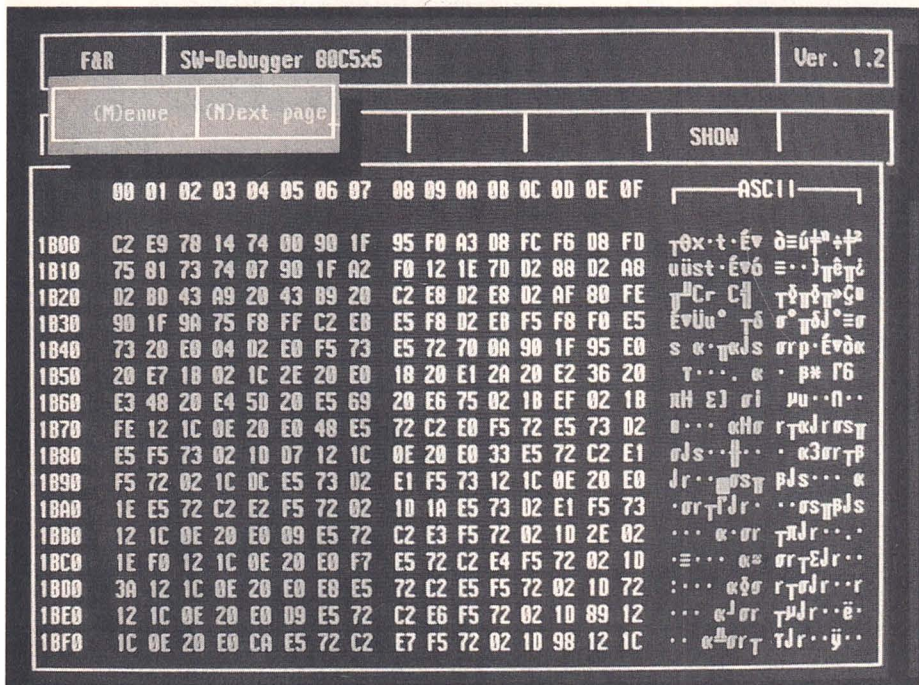 F&R SW-Debugger 80C5x5 Ver. 1.2
(M)enue (N)ext page SHOW
00 01 02 03 04 05 06 07 08 09 0A 0B 0C 0D 0E 0F ASCII
1B00 C2 E9 78 14 74 00 90 1F 95 F0 A3 D8 FC F6 D8 FD
1B10 75 81 73 74 07 90 1F A2 F0 12 1E 7D D2 88 D2 A8
1B20 D2 BD 43 A9 20 43 B9 20 C2 E8 D2 E8 D2 AF 80 FE
1B30 90 1F 9A 75 F8 FF C2 EB E5 F8 D2 EB F5 F8 F0 E5
1B40 73 20 E0 04 D2 E0 F5 73 E5 72 70 0A 90 1F 95 E0
1B50 20 E7 1B 02 1C 2E 20 E0 18 20 E1 2A 20 E2 36 20
1B60 E3 48 20 E4 5D 20 E5 69 20 E6 75 02 1B EF 02 1B
1B70 FE 12 1C 0E 20 E0 48 E5 72 C2 E0 F5 72 E5 73 D2
1B80 E5 F5 73 02 1D D7 12 1C 0E 20 E0 33 E5 72 C2 E1
1B90 F5 72 02 1C DC E5 73 D2 E1 F5 73 12 1C 0E 20 E0
1BA0 1E E5 72 C2 E2 F5 72 02 1D 1A E5 73 D2 E1 F5 73
1BB0 12 1C 0E 20 E0 09 E5 72 C2 E3 F5 72 02 1D 2E 02
1BC0 1E F0 12 1C 0E 20 E0 F7 E5 72 C2 E4 F5 72 02 1D
1BD0 3A 12 1C 0E 20 E0 E8 E5 72 C2 E5 F5 72 02 1D 72
1BE0 12 1C 0E 20 E0 D9 E5 72 C2 E6 F5 72 02 1D 89 12
1BF0 1C 0E 20 E0 CA E5 72 C2 E7 F5 72 02 1D 98 12 1C